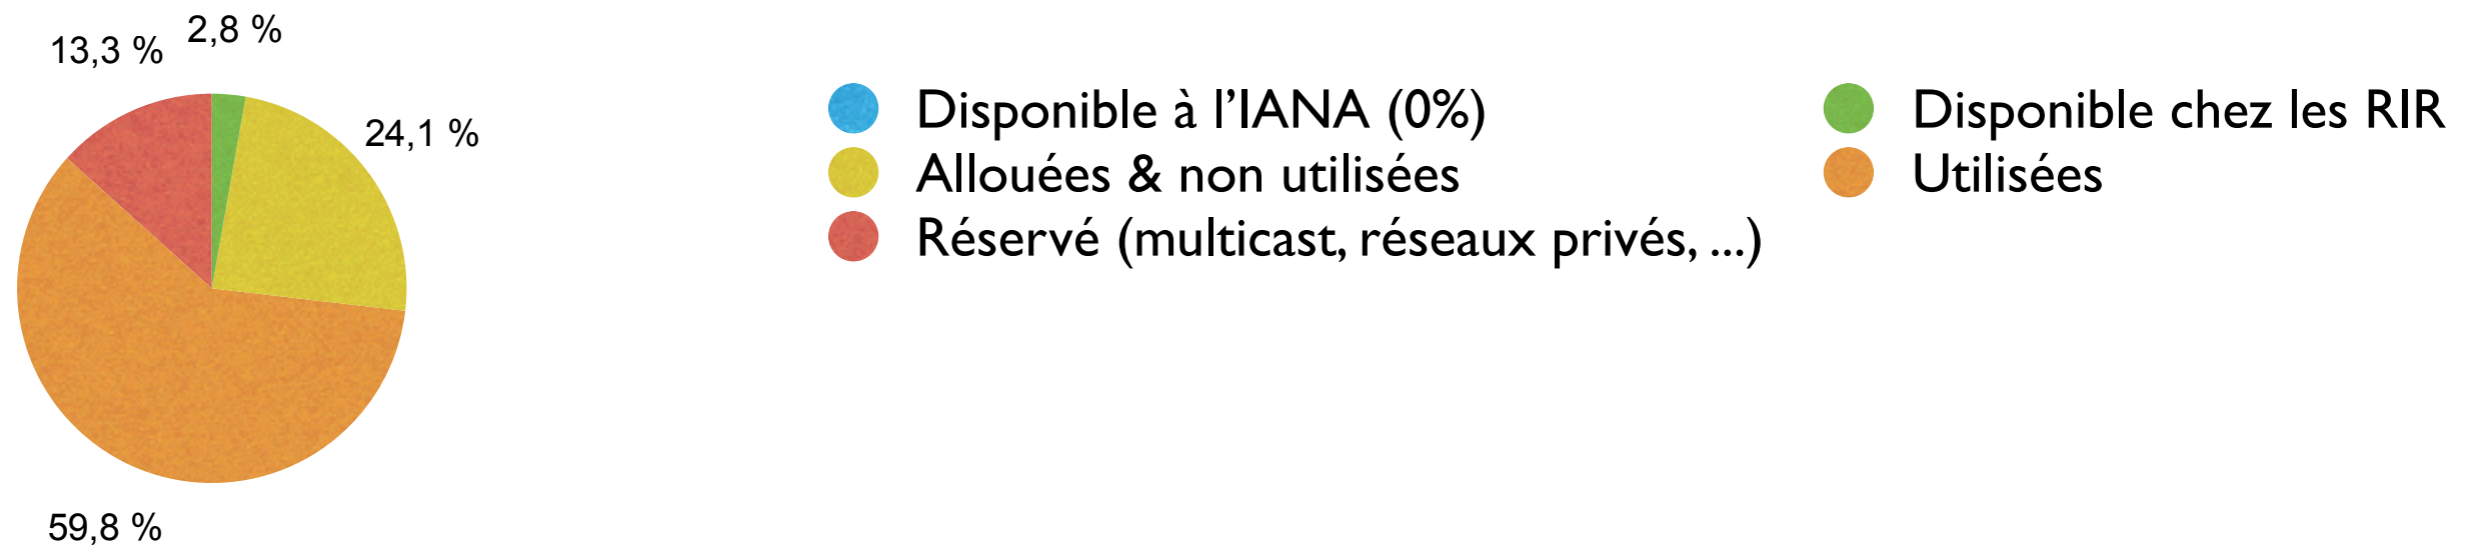 13,3 %
2,8 %
24,1 %
59,8 %
Disponible à l’IANA (0%)
Allouées & non utilisées
Réservé (multicast, réseaux privés, ...)
Disponible chez les RIR
Utilisées